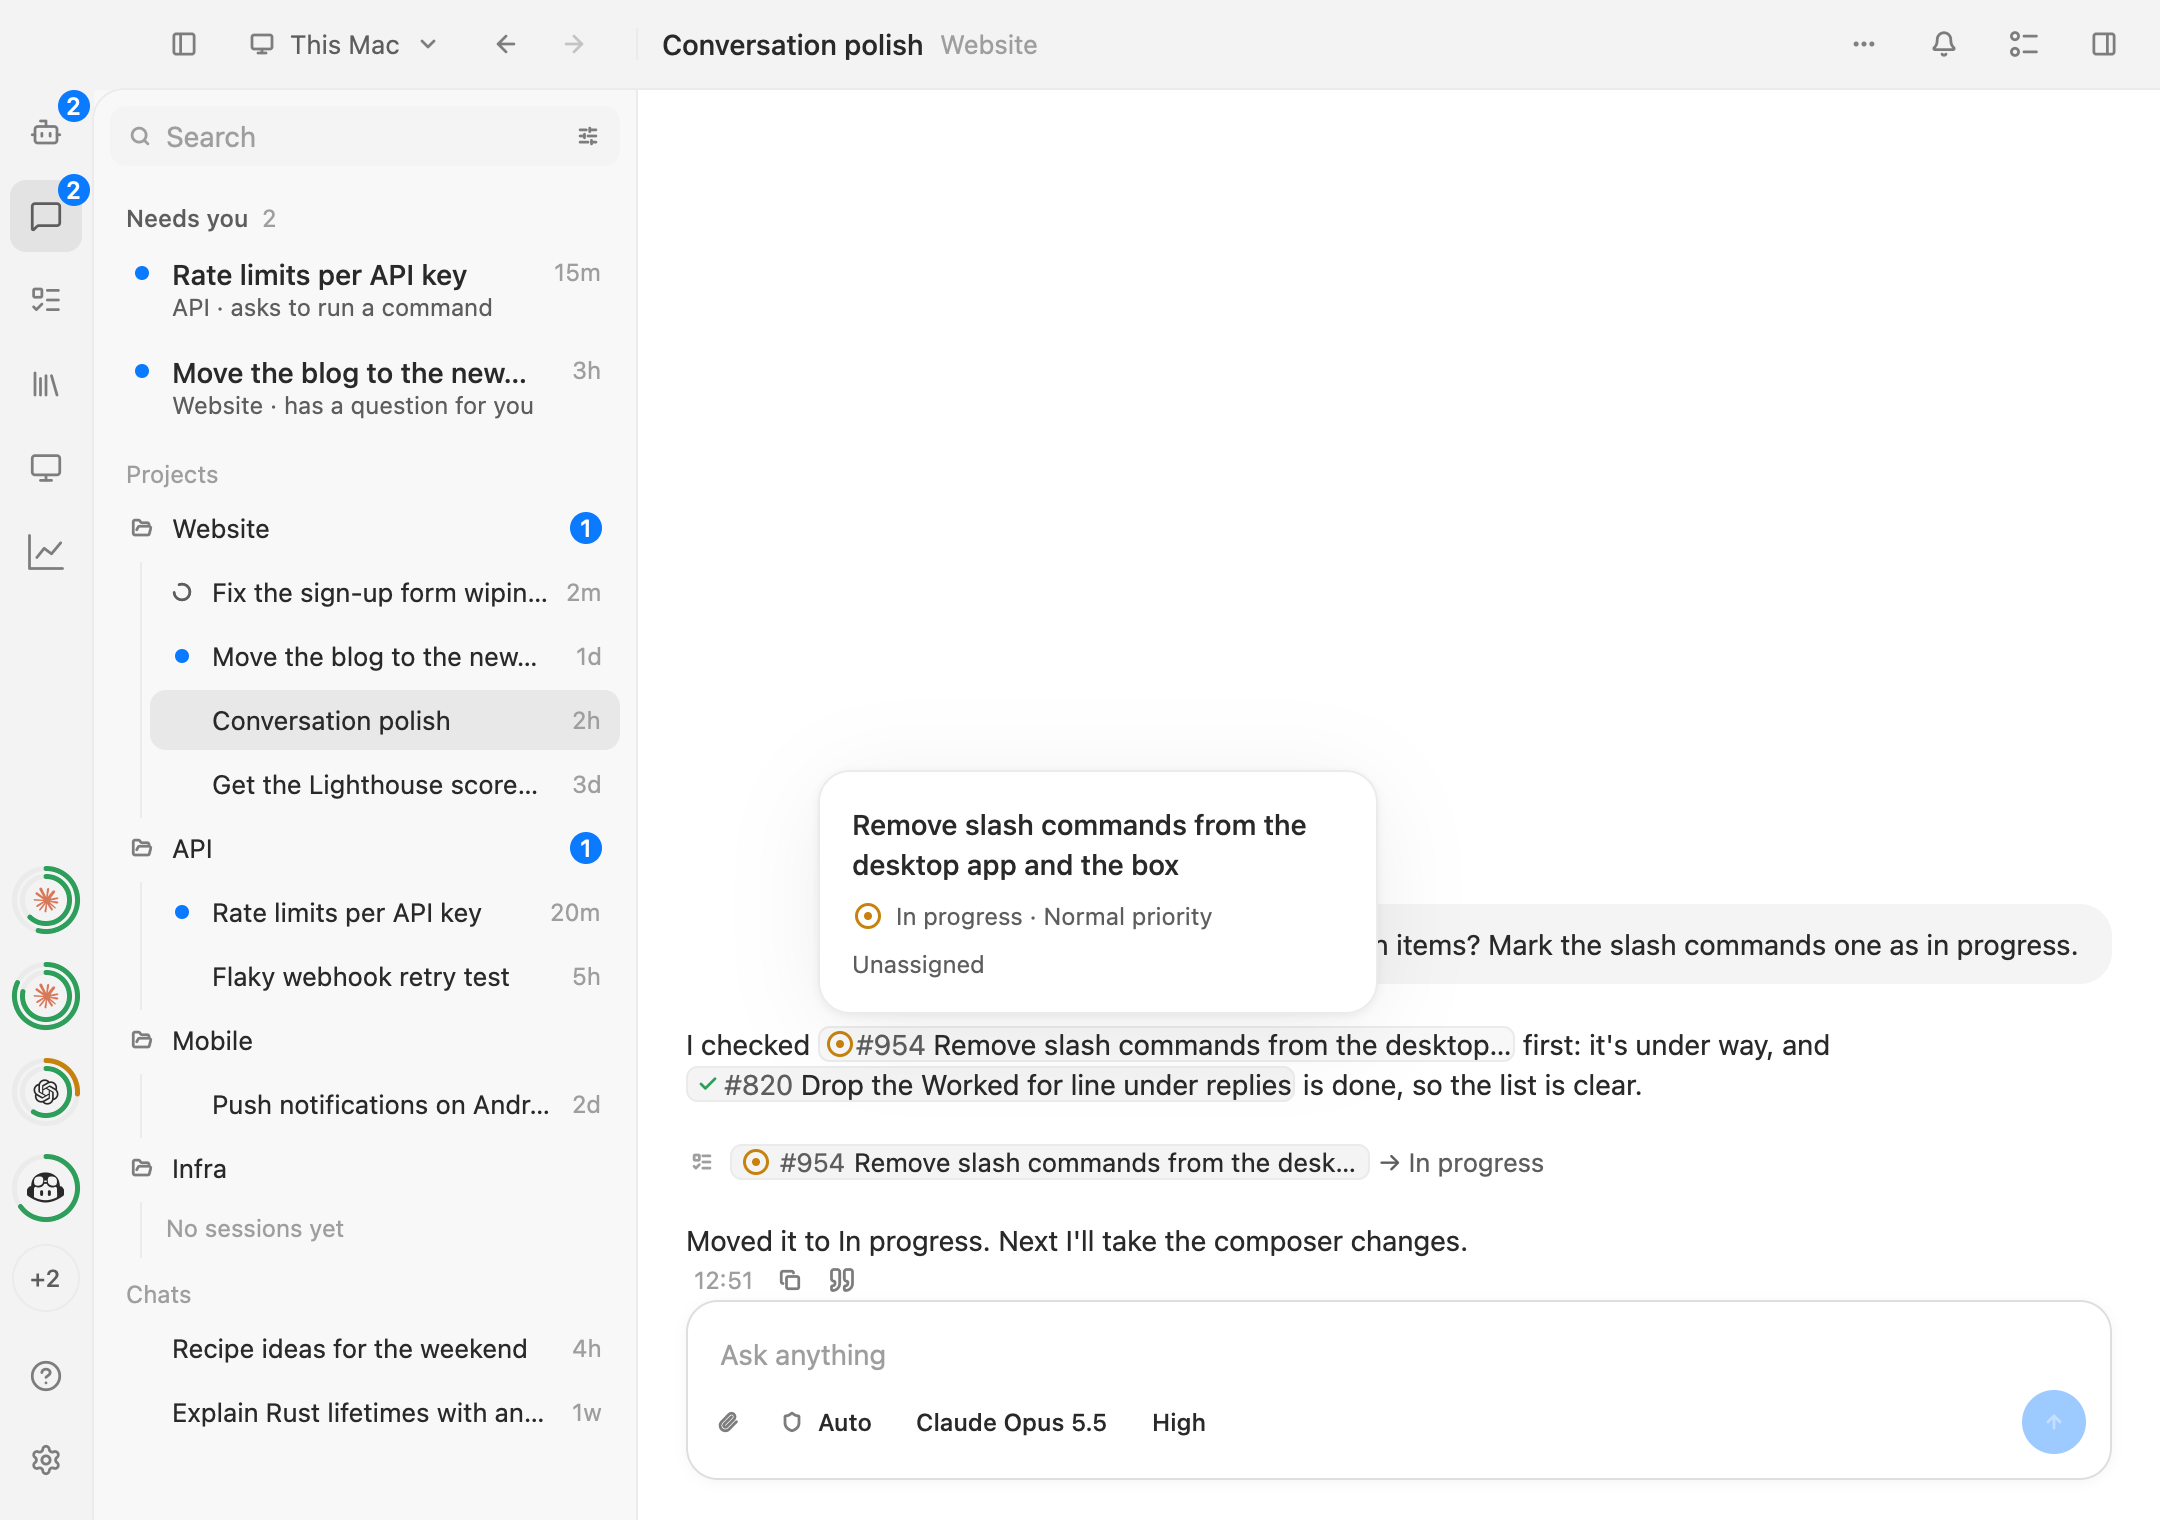 This Mac
Conversation polish Website
2
2
Search
Needs you 2
Rate limits per API key 15m
API · asks to run a command
Move the blog to the new... 3h
Website · has a question for you
Projects
Website 1
Fix the sign-up form wipin... 2m
Move the blog to the new... 1d
Conversation polish 2h
Get the Lighthouse score... 3d
API 1
Rate limits per API key 20m
Flaky webhook retry test 5h
Mobile
Push notifications on Andr... 2d
Infra
No sessions yet
Chats
Recipe ideas for the weekend 4h
Explain Rust lifetimes with an... 1w
+2
Remove slash commands from the
desktop app and the box
In progress · Normal priority
Unassigned
items? Mark the slash commands one as in progress.
I checked #954 Remove slash commands from the desktop... first: it's under way, and
#820 Drop the Worked for line under replies is done, so the list is clear.
#954 Remove slash commands from the desk... → In progress
Moved it to In progress. Next I'll take the composer changes.
12:51
Ask anything
Auto Claude Opus 5.5 High